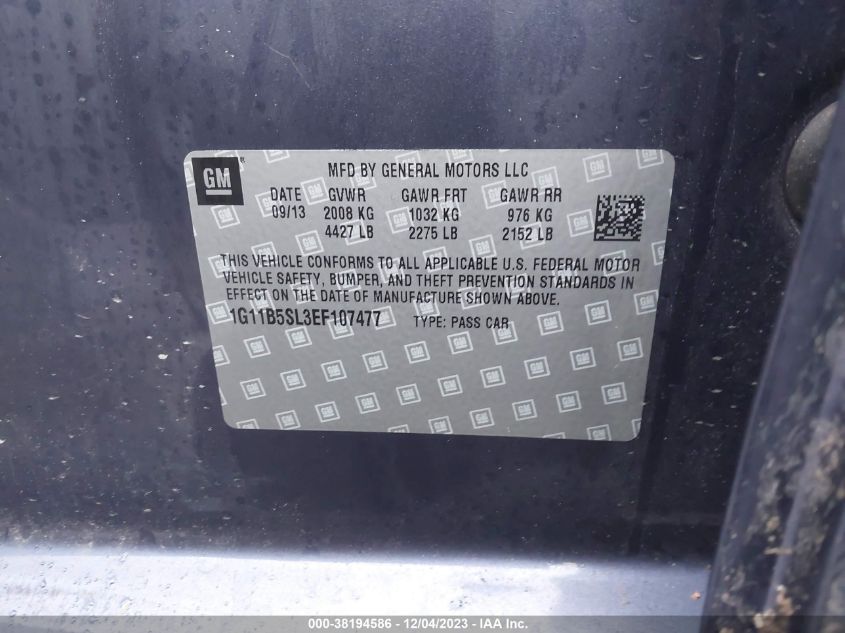 GM
MFD BY GENERAL MOTORS LLC
DATE GVWR GAWR FRT GAWR RR
09/13 2008 KG 1032 KG 976 KG
4427 LB 2275 LB 2152 LB
THIS VEHICLE CONFORMS TO ALL APPLICABLE U.S. FEDERAL MOTOR
VEHICLE SAFETY, BUMPER, AND THEFT PREVENTION STANDARDS IN
EFFECT ON THE DATE OF MANUFACTURE SHOWN ABOVE.
1G11B5SL3EF107477 TYPE: PASS CAR
000-38194586 - 12/04/2023 - IAA Inc.